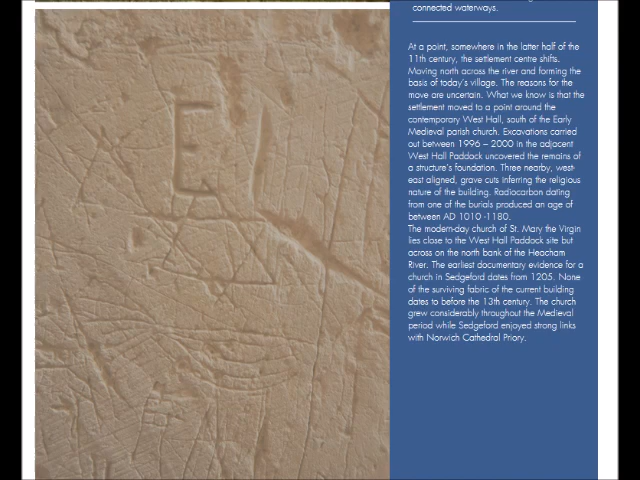 connected waterways.
At a point, somewhere in the latter half of the
11th century, the settlement centre shifts.
Moving north across the river and forming the
basis of today's village. The reasons for the
move are uncertain. What we know is that the
settlement moved to a point around the
contemporary West Hall, south of the Early
Medieval parish church. Excavations carried
out between 1996 – 2000 in the adjacent
West Hall Paddock uncovered the remains of
a structure's foundation. Three nearby, west-
east aligned, grave cuts inferring the religious
nature of the building. Radiocarbon dating
from one of the burials produced an age of
between AD 1010 -1180.
The modern-day church of St. Mary the Virgin
lies close to the West Hall Paddock site but
across on the north bank of the Heacham
River. The earliest documentary evidence for a
church in Sedgeford dates from 1205. None
of the surviving fabric of the current building
dates to before the 13th century. The church
grew considerably throughout the Medieval
period while Sedgeford enjoyed strong links
with Norwich Cathedral Priory.